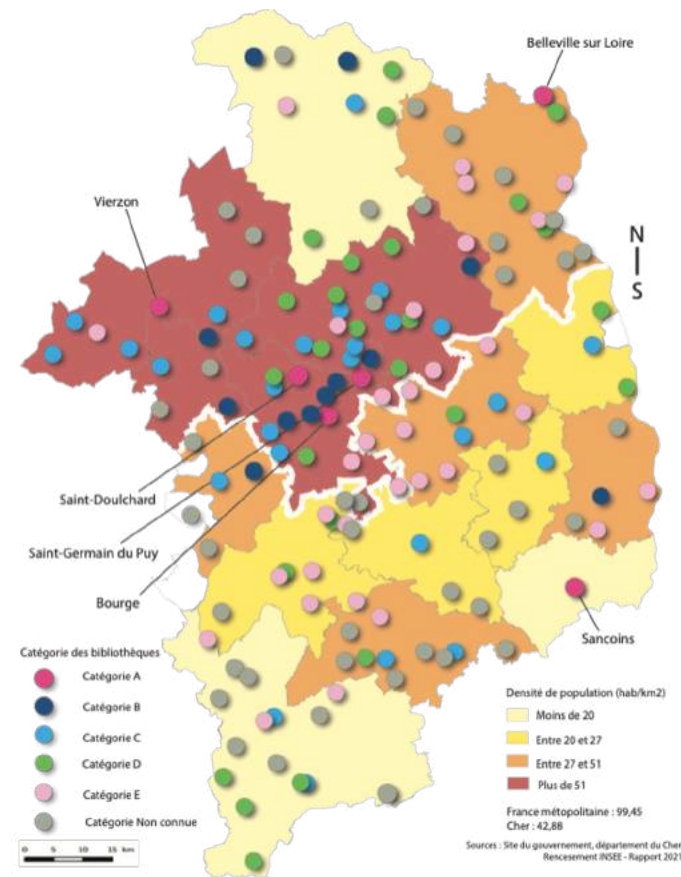 Belleville sur Loire
Vierzon
N
S
Saint-Doulchard
Saint-Germain du Puy
Bourge
Sancoins
Catégorie des bibliothèques
Catégorie A
Catégorie B
Catégorie C
Catégorie D
Catégorie E
Catégorie Non connue
0 5 10 15 km
Densité de population (hab/km2)
Moins de 20
Entre 20 et 27
Entre 27 et 51
Plus de 51
France métopolitaine : 99,45
Cher : 42,88
Sources : Site du gouvernement, département du Cher
Rencesement INSEE - Rapport 2021